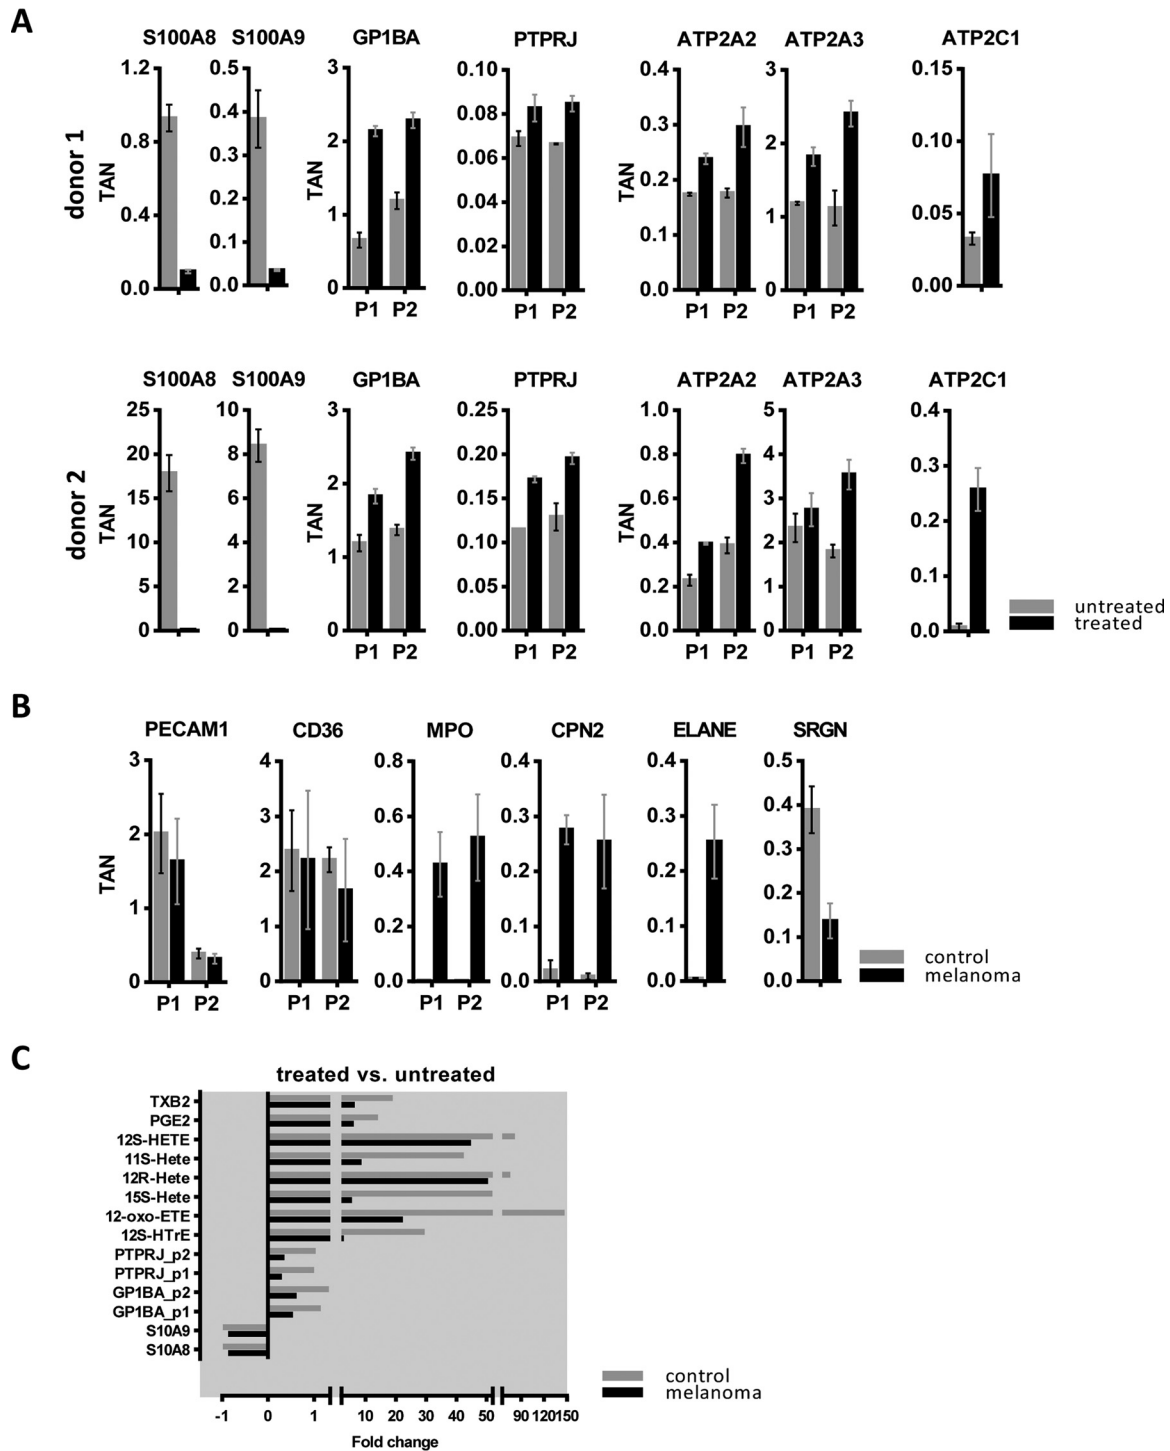 A
S100A8 S100A9 GP1BA PTPRJ ATP2A2 ATP2A3 ATP2C1
donor 1
TAN
1.2
0.8
0.4
0.0
0.5
0.4
0.3
0.2
0.1
0.0
TAN
3
2
1
0
P1 P2
0.10
0.08
0.06
0.04
0.02
0.00
P1 P2
TAN
0.4
0.3
0.2
0.1
0.0
P1 P2
3
2
1
0
P1 P2
0.15
0.10
0.05
0.00
S100A8 S100A9 GP1BA PTPRJ ATP2A2 ATP2A3 ATP2C1
donor 2
TAN
25
20
15
10
5
0
10
8
6
4
2
0
TAN
3
2
1
0
P1 P2
0.25
0.20
0.15
0.10
0.05
0.00
P1 P2
TAN
1.0
0.8
0.6
0.4
0.2
0.0
P1 P2
5
4
3
2
1
0
P1 P2
0.4
0.3
0.2
0.1
0.0
untreated
treated
B
PECAM1 CD36 MPO CPN2 ELANE SRGN
TAN
3
2
1
0
P1 P2
4
3
2
1
0
P1 P2
0.8
0.6
0.4
0.2
0.0
P1 P2
0.4
0.3
0.2
0.1
0.0
P1 P2
0.4
0.3
0.2
0.1
0.0
0.5
0.4
0.3
0.2
0.1
0.0
control
melanoma
C
treated vs. untreated
TXB2
PGE2
12S-HETE
11S-Hete
12R-Hete
15S-Hete
12-oxo-ETE
12S-HTrE
PTPRJ_p2
PTPRJ_p1
GP1BA_p2
GP1BA_p1
S10A9
S10A8
-1 0 1 10 20 30 40 50 90 120 150
Fold change
control
melanoma